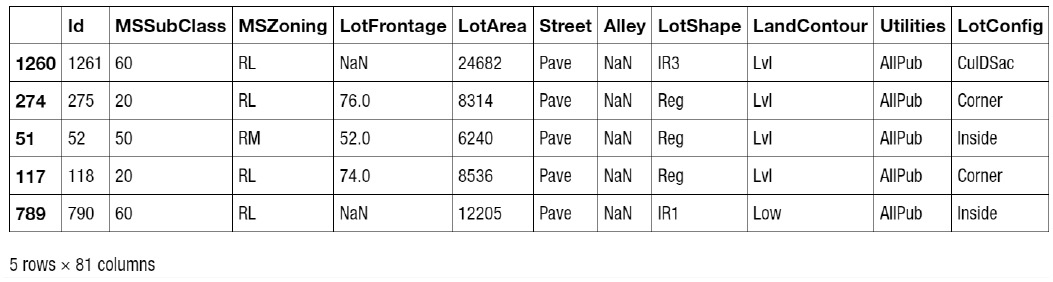 Id MSSubClass MSZoning LotFrontage LotArea Street Alley LotShape LandContour Utilities LotConfig
1260 1261 60 RL NaN 24682 Pave NaN IR3 Lvl AllPub CulDSac
274 275 20 RL 76.0 8314 Pave NaN Reg Lvl AllPub Corner
51 52 50 RM 52.0 6240 Pave NaN Reg Lvl AllPub Inside
117 118 20 RL 74.0 8536 Pave NaN Reg Lvl AllPub Corner
789 790 60 RL NaN 12205 Pave NaN IR1 Low AllPub Inside
5 rows × 81 columns